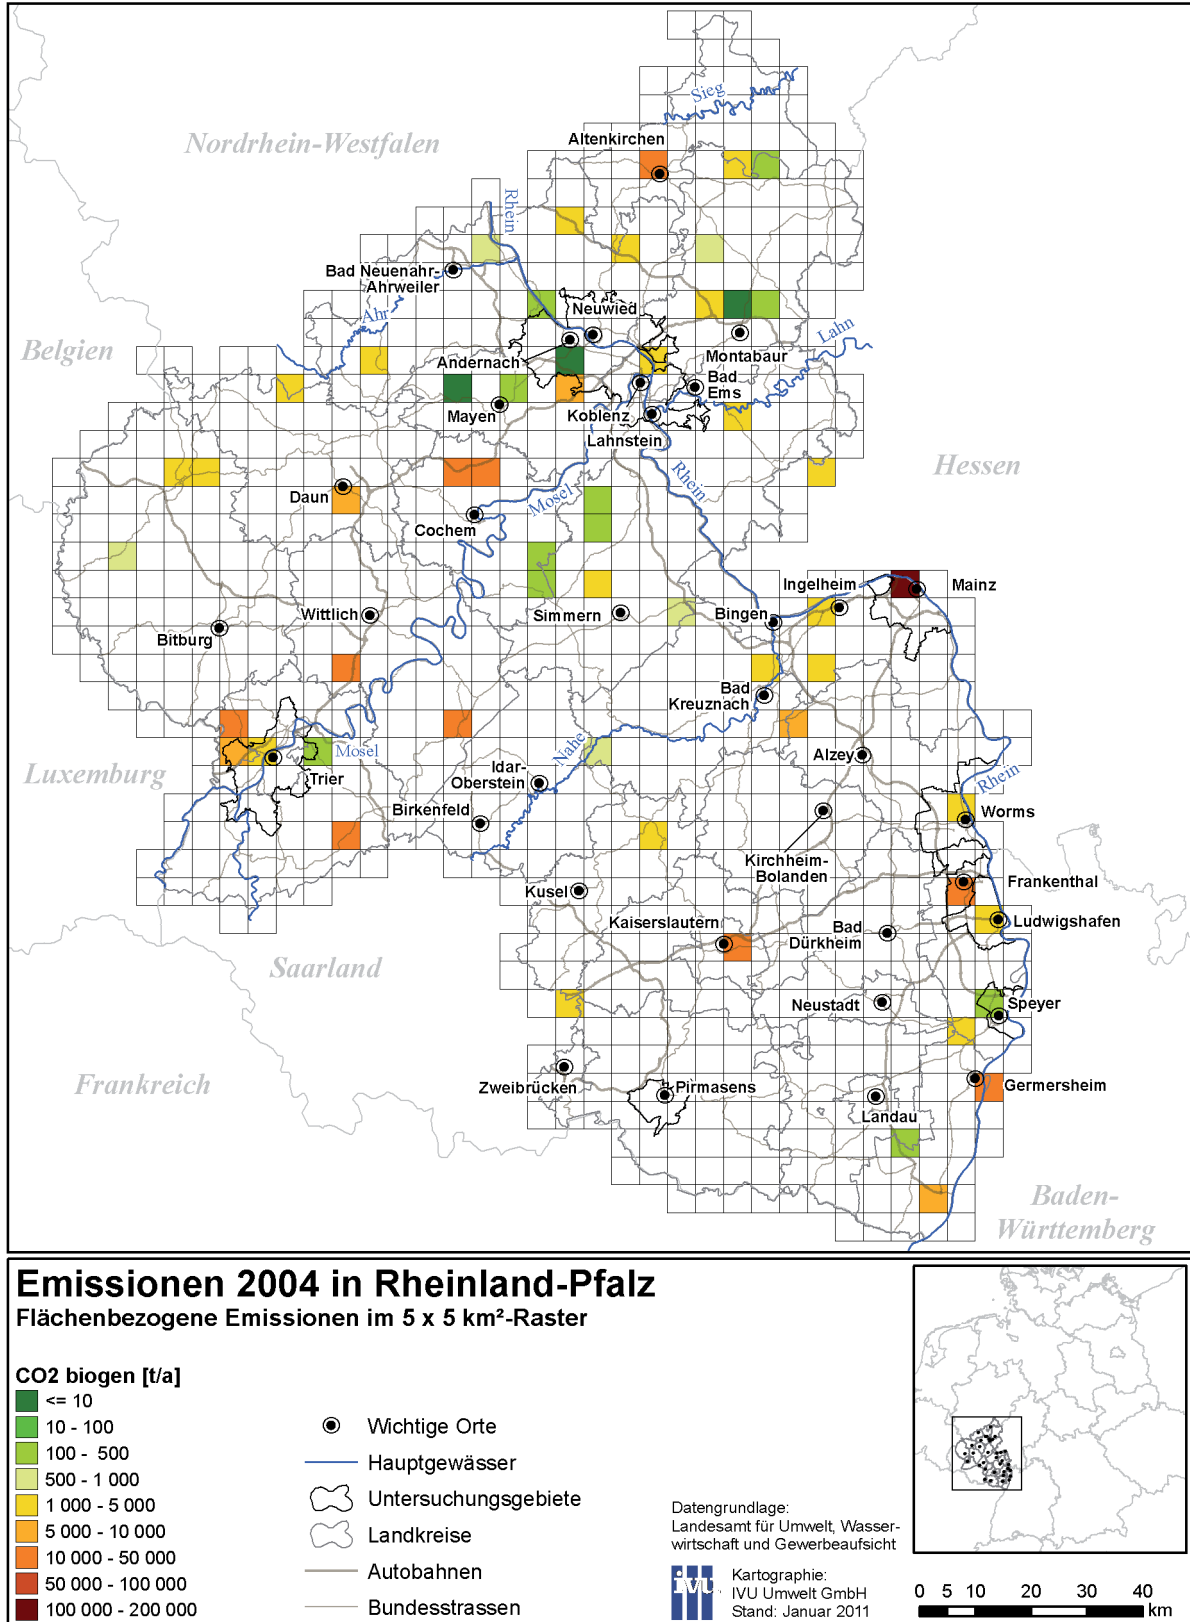 Nordrhein-Westfalen
Sieg
Altenkirchen
Rhein
Bad Neuenahr-
Ahrweiler
Ahr
Neuwied
Lahn
Belgien
Andernach
Montabaur
Bad
Ems
Mayen
Koblenz
Lahnstein
Hessen
Rhein
Daun
Mosel
Cochem
Ingelheim
Mainz
Wittlich
Simmern
Bingen
Bitburg
Bad
Kreuznach
Mosel
Nahe
Luxemburg
Trier
Idar-
Oberstein
Alzey
Rhein
Birkenfeld
Worms
Kirchheim-
Bolanden
Kusel
Frankenthal
Kaiserslautern
Bad
Dürkheim
Ludwigshafen
Saarland
Neustadt
Speyer
Frankreich
Zweibrücken
Pirmasens
Germersheim
Landau
Baden-
Württemberg
Emissionen 2004 in Rheinland-Pfalz
Flächenbezogene Emissionen im 5 x 5 km²-Raster
CO2 biogen [t/a]
<= 10
10 - 100
100 - 500
500 - 1 000
1 000 - 5 000
5 000 - 10 000
10 000 - 50 000
50 000 - 100 000
100 000 - 200 000
Wichtige Orte
Hauptgewässer
Untersuchungsgebiete
Landkreise
Autobahnen
Bundesstrassen
Datengrundlage:
Landesamt für Umwelt, Wasser-
wirtschaft und Gewerbeaufsicht
ivu
Kartographie:
IVU Umwelt GmbH
Stand: Januar 2011
0 5 10 20 30 40
km